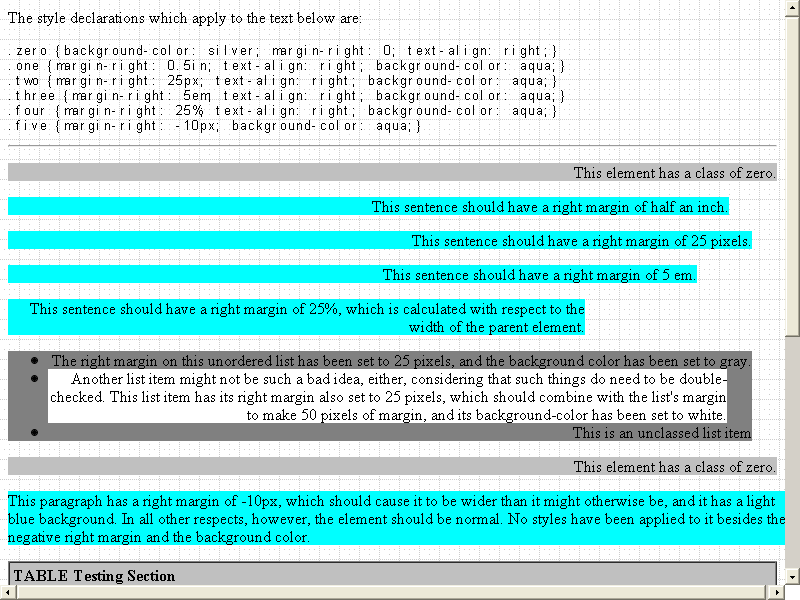 The style declarations which apply to the text below are:
.zero {background-color: silver; margin-right: 0; text-align: right;}
.one {margin-right: 0.5in; text-align: right; background-color: aqua;}
.two {margin-right: 25px; text-align: right; background-color: aqua;}
.three {margin-right: 5em; text-align: right; background-color: aqua;}
.four {margin-right: 25%; text-align: right; background-color: aqua;}
.five {margin-right: -10px; background-color: aqua;}
This element has a class of zero.
This sentence should have a right margin of half an inch.
This sentence should have a right margin of 25 pixels.
This sentence should have a right margin of 5 em.
This sentence should have a right margin of 25%, which is calculated with respect to the
width of the parent element.
The right margin on this unordered list has been set to 25 pixels, and the background color has been set to gray.
Another list item might not be such a bad idea, either, considering that such things do need to be double-
checked. This list item has its right margin also set to 25 pixels, which should combine with the list's margin
to make 50 pixels of margin, and its background-color has been set to white.
This is an unclassed list item
This element has a class of zero.
This paragraph has a right margin of -10px, which should cause it to be wider than it might otherwise be, and it has a light
blue background. In all other respects, however, the element should be normal. No styles have been applied to it besides the
negative right margin and the background color.
TABLE Testing Section